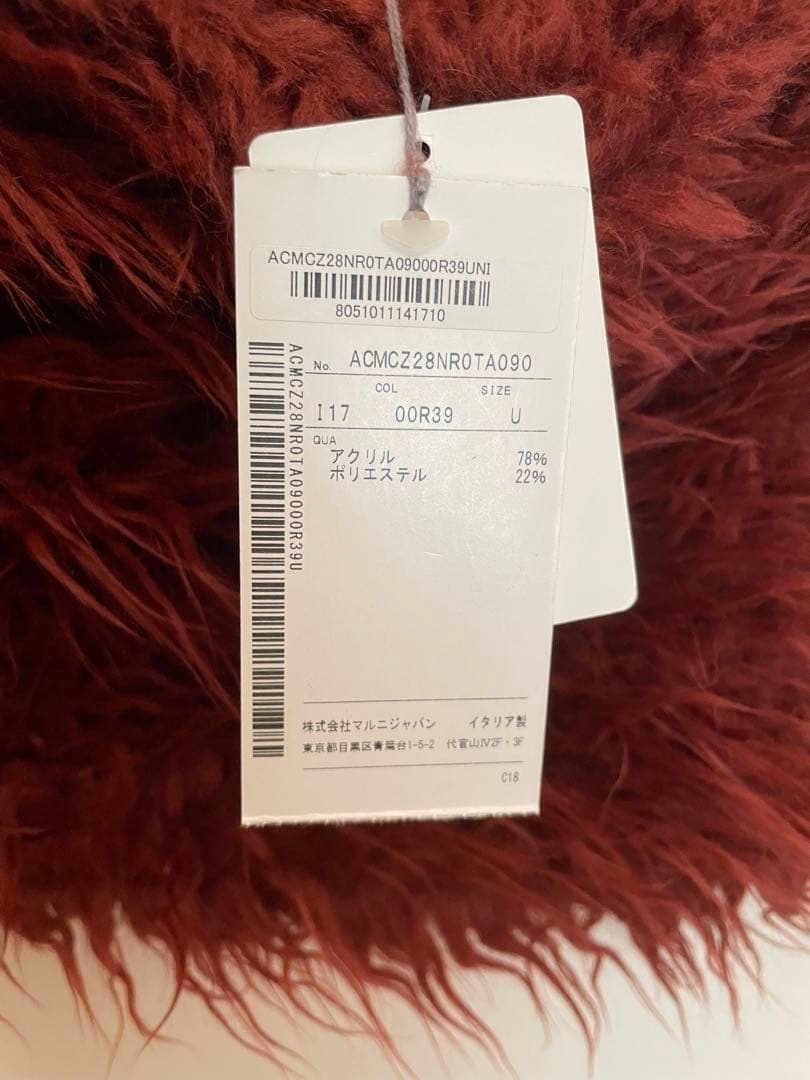 ACMCZ28NR0TA09000R39UNI
8051011141710
ACMCZ28NR0TA09000R39U
No. ACMCZ28NR0TA090
COL SIZE
I17 00R39 U
QUA
アクリル 78%
ポリエステル 22%
株式会社マルニジャパン イタリア製
東京都目黒区青葉台1-5-2 代官山Ⅳ2F・3F
C18